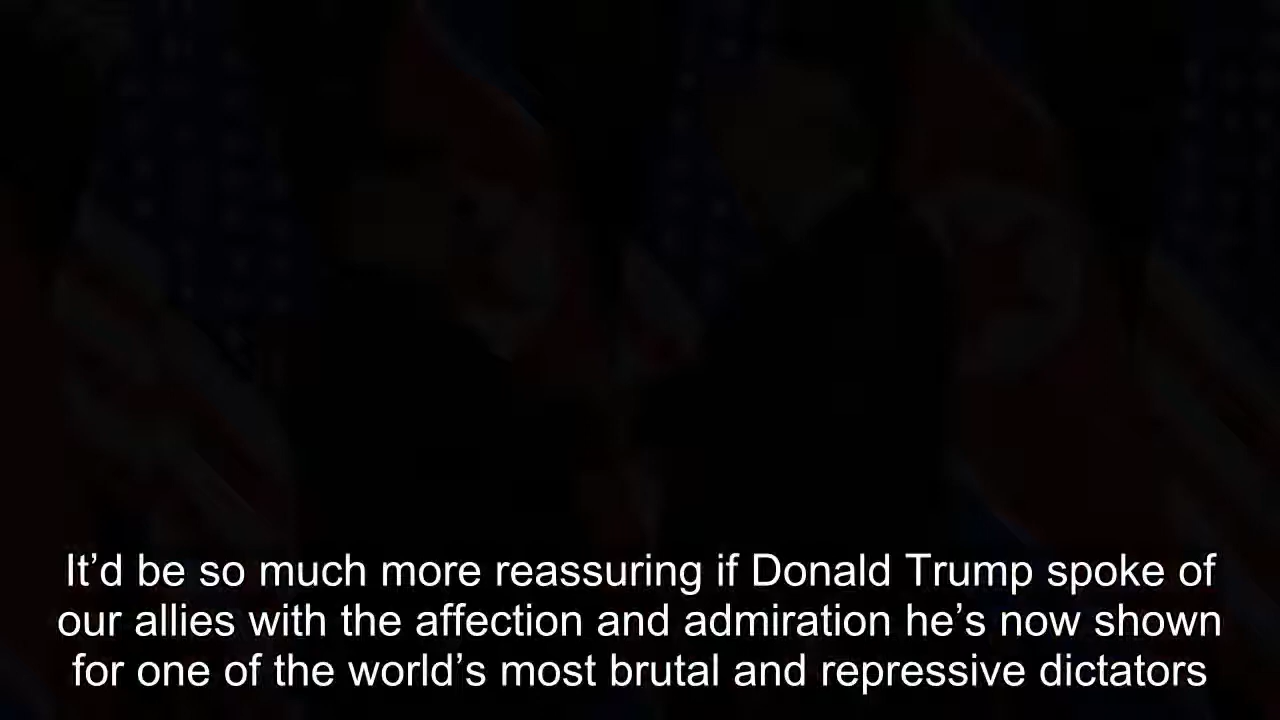 It’d be so much more reassuring if Donald Trump spoke of
our allies with the affection and admiration he’s now shown
for one of the world’s most brutal and repressive dictators